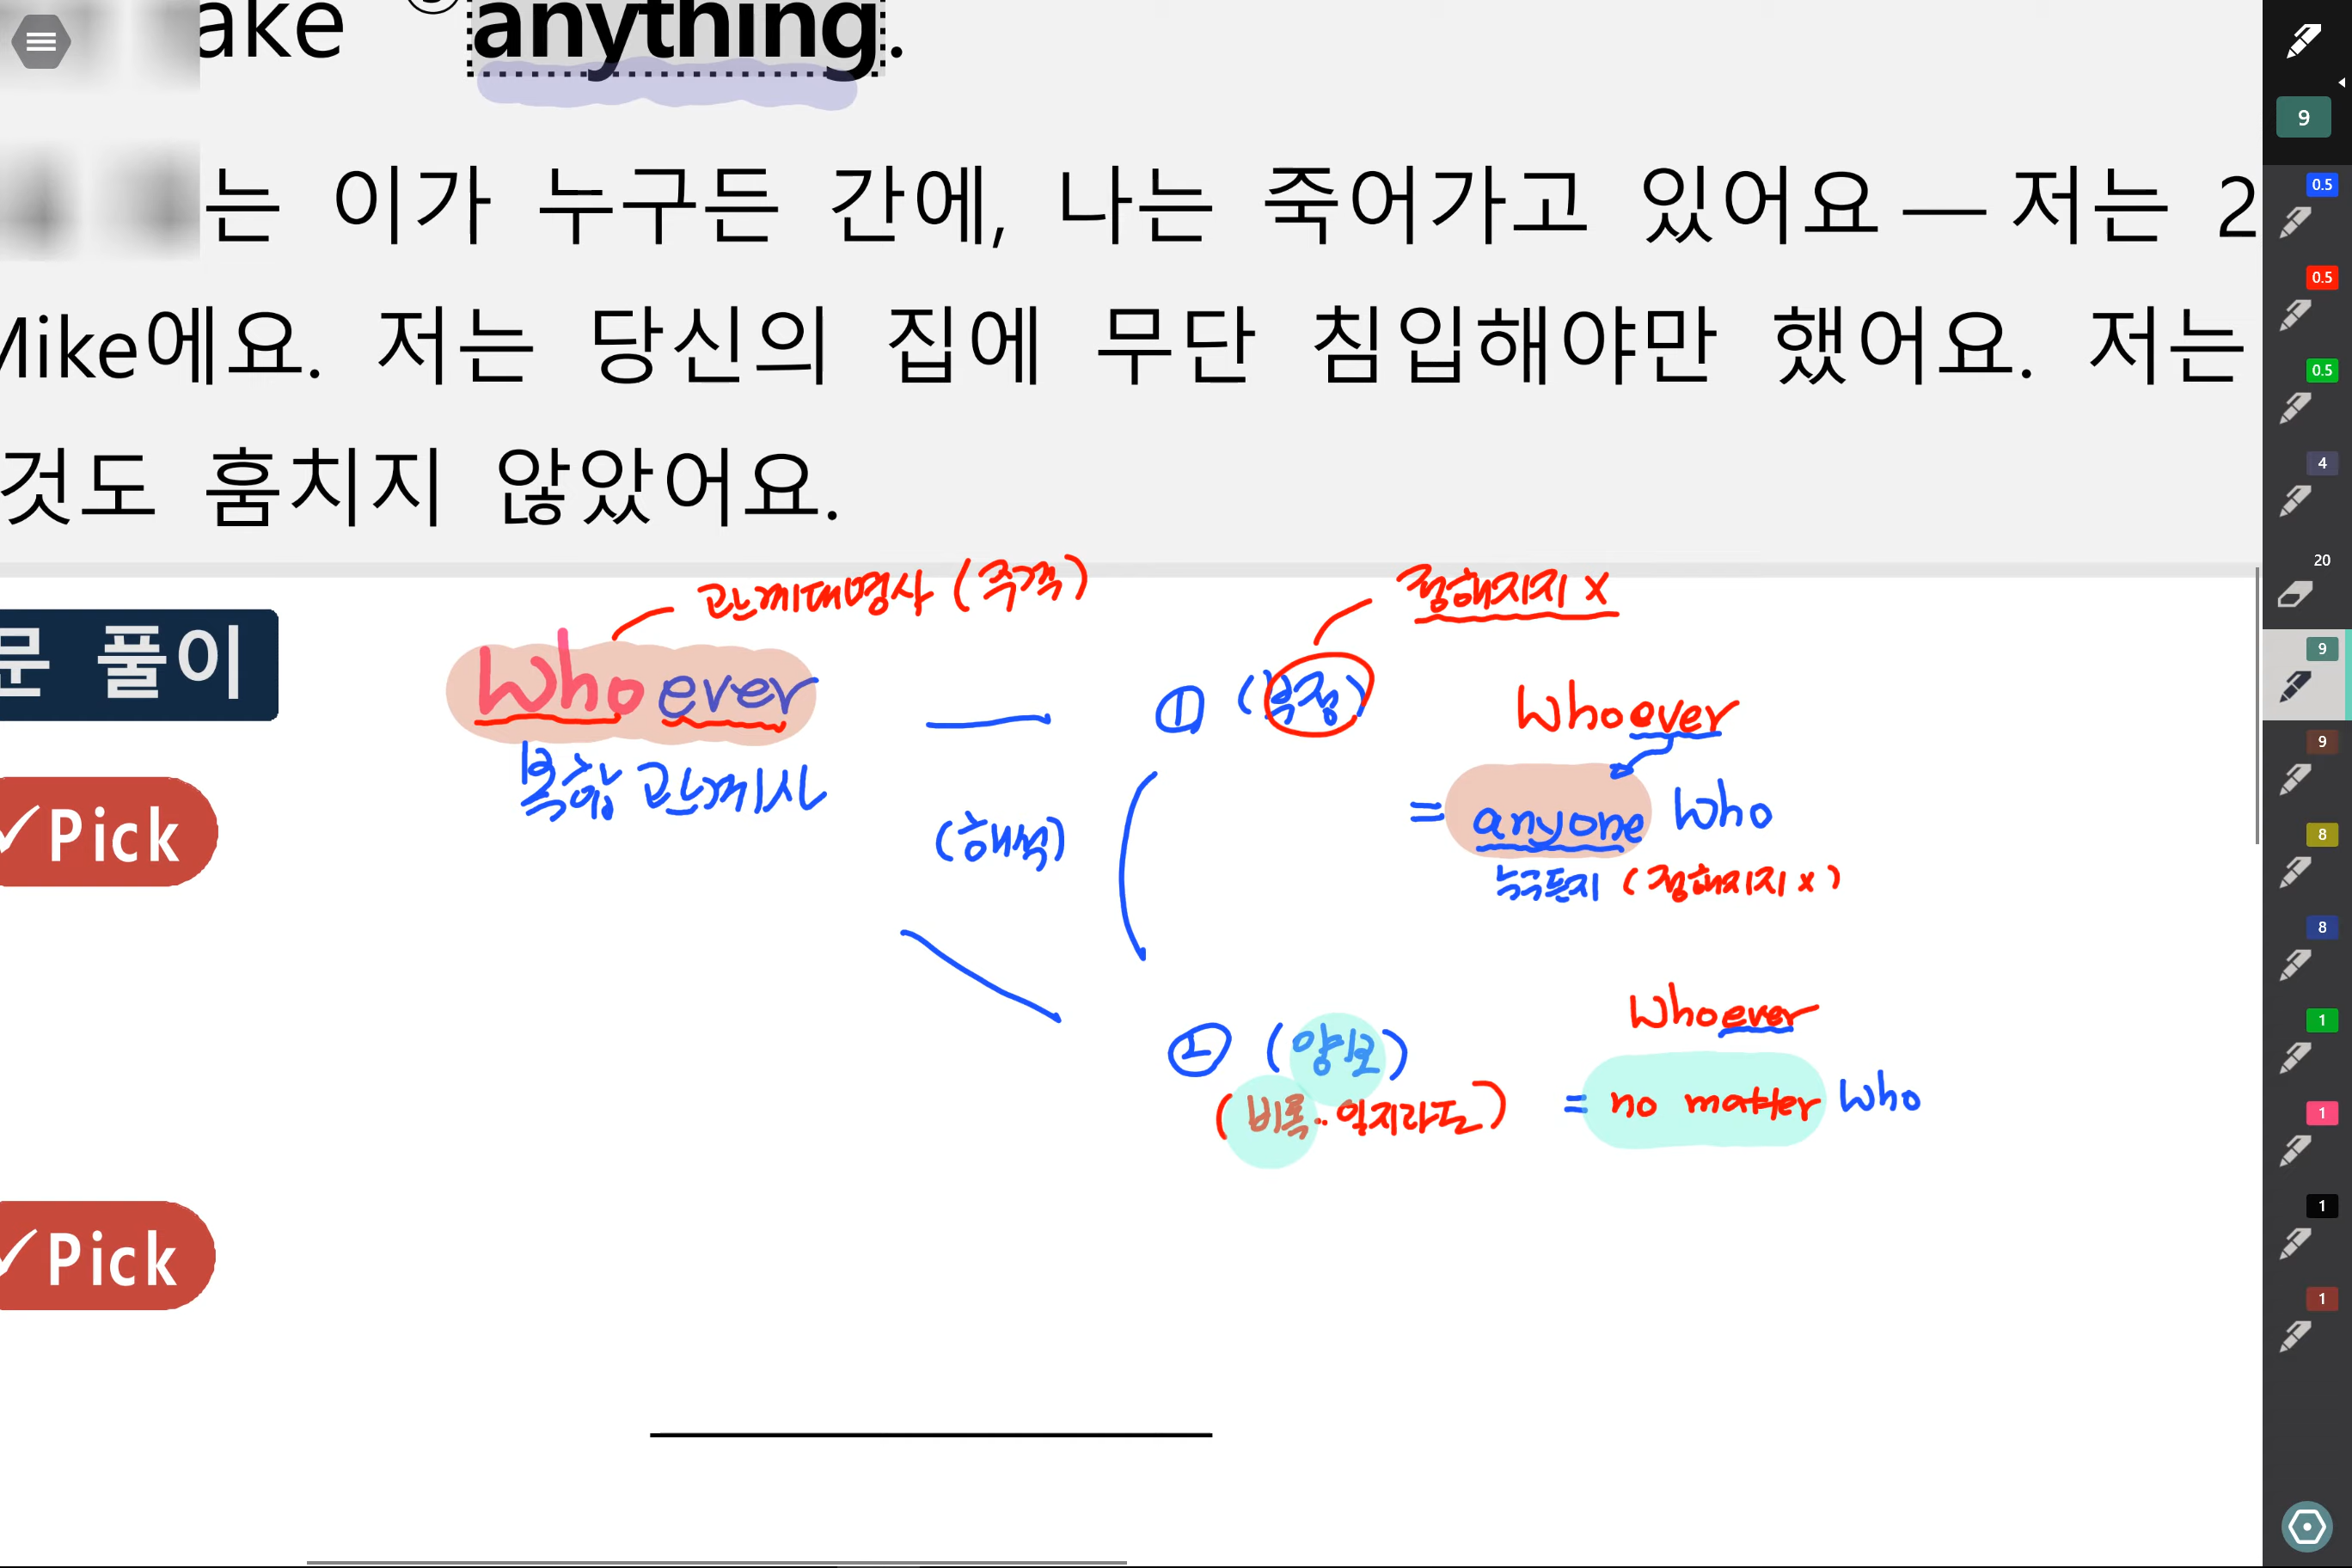 ake anything.
는 이가 누구든 간에, 나는 죽어가고 있어요 — 저는 2
Mike에요. 저는 당신의 집에 무단 침입해야만 했어요. 저는
것도 훔치지 않았어요.
관계대명사 (주격)
정해지지 x
문 풀이
Whoever
① (부정)
Whoever
복합 관계사
= anyone who
Pick
(해석)
누구든지 (정해지지 x)
Whoever
② (양보)
(비록.. 일지라도)
= no matter who
Pick
9
0.5
0.5
0.5
4
20
9
9
8
8
1
1
1
1